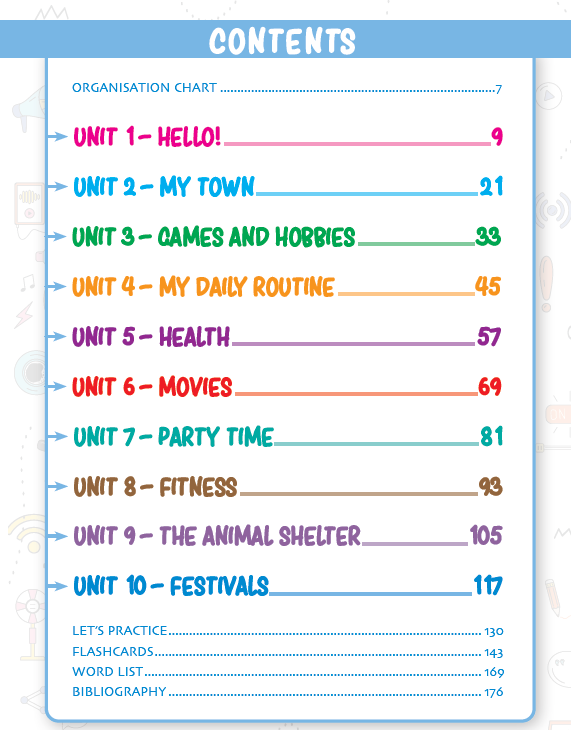 CONTENTS
ORGANISATION CHART ........ 7
UNIT 1 – HELLO! 9
UNIT 2 – MY TOWN 21
UNIT 3 – GAMES AND HOBBIES 33
UNIT 4 – MY DAILY ROUTINE 45
UNIT 5 – HEALTH 57
UNIT 6 – MOVIES 69
UNIT 7 – PARTY TIME 81
UNIT 8 – FITNESS 93
UNIT 9 – THE ANIMAL SHELTER 105
UNIT 10 – FESTIVALS 117
LET'S PRACTICE ........ 130
FLASHCARDS ........ 143
WORD LIST ........ 169
BIBLIOGRAPHY ........ 176